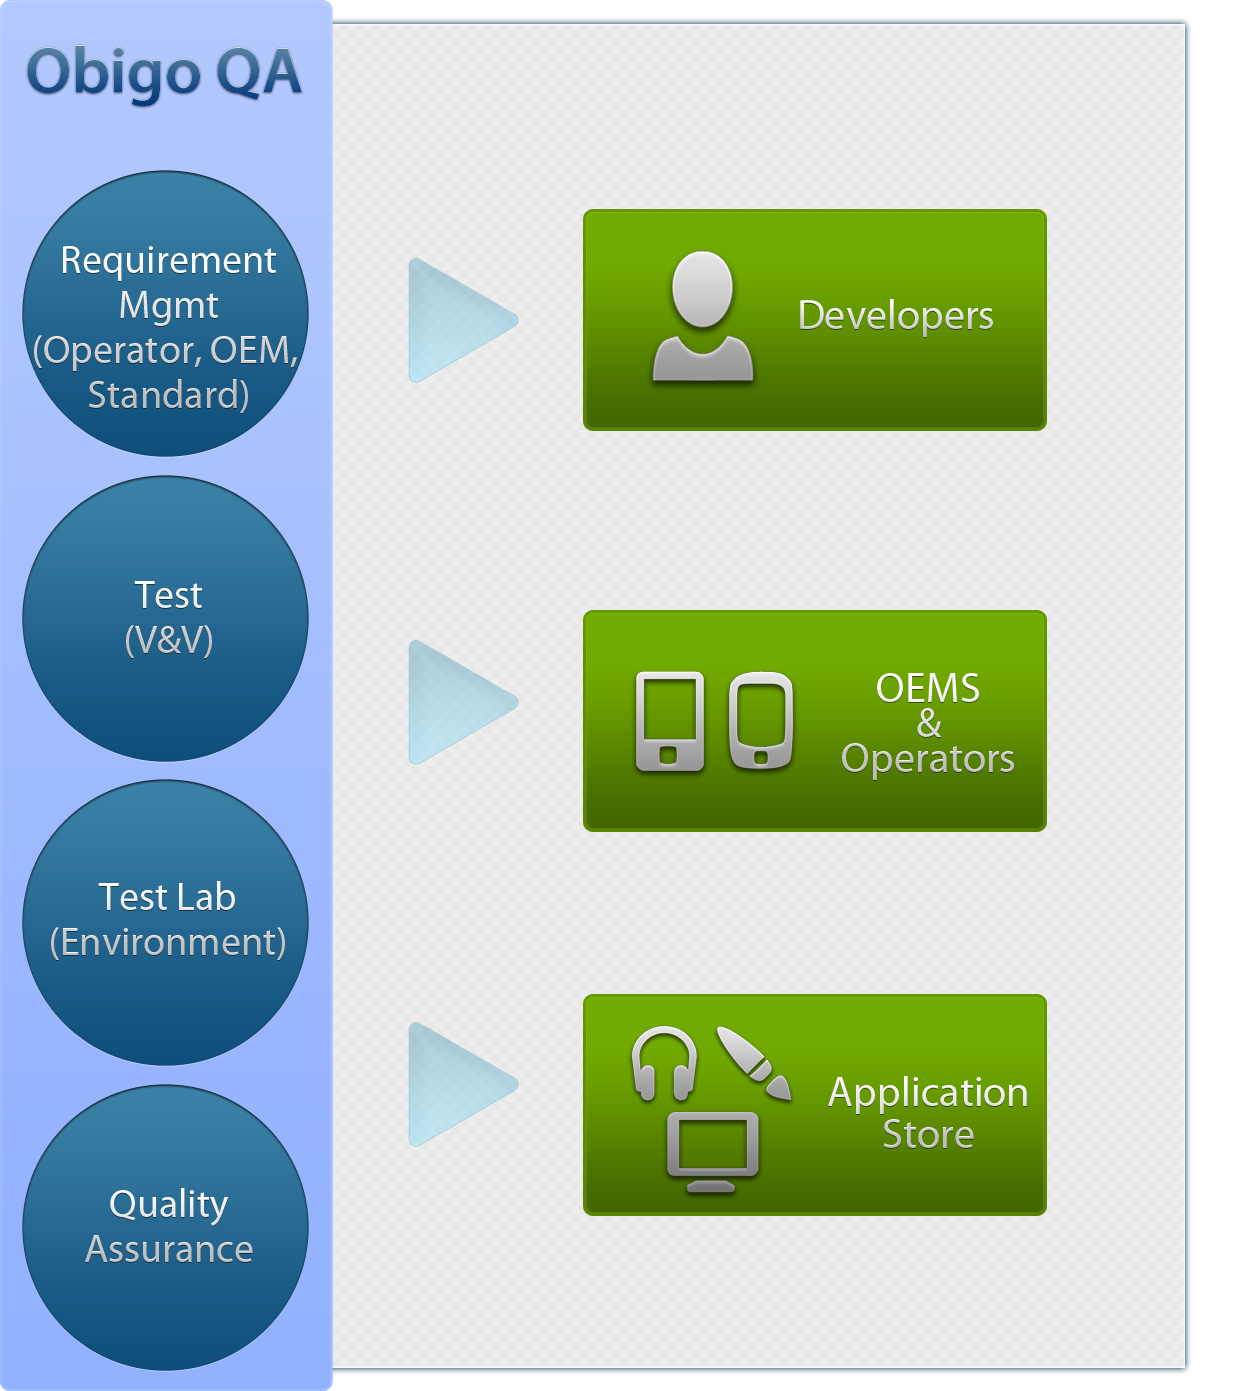 Obigo QA
Requirement
Mgmt
(Operator, OEM,
Standard)
Test
(V&V)
Test Lab
(Environment)
Quality
Assurance
Developers
OEMS
&
Operators
Application
Store